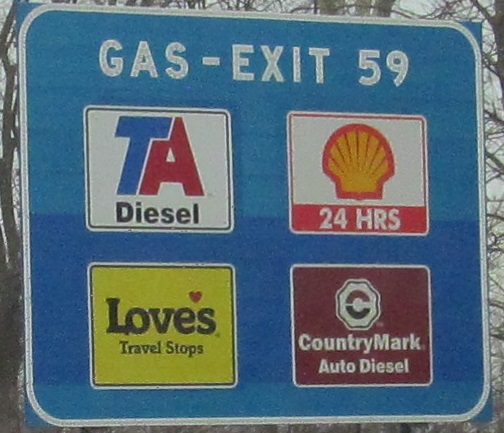 GAS - EXIT 59
TA
Diesel
24 HRS
Love's
Travel Stops
C
CountryMark
Auto Diesel